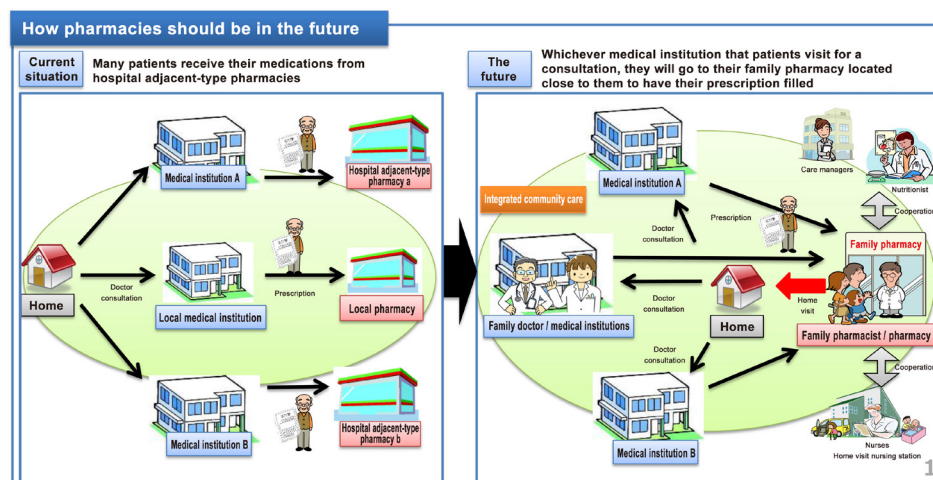 How pharmacies should be in the future
Current
situation
Many patients receive their medications from
hospital adjacent-type pharmacies
Medical institution A
Hospital adjacent-type
pharmacy a
Home
Doctor
consultation
Local medical institution
Prescription
Local pharmacy
Medical institution B
Hospital adjacent-type
pharmacy b
The
future
Whichever medical institution that patients visit for a
consultation, they will go to their family pharmacy located
close to them to have their prescription filled
Medical institution A
Care managers
Nutritionist
Integrated community care
Doctor
consultation
Prescription
Cooperation
Family pharmacy
Family doctor / medical institutions
Doctor
consultation
Home
Home
visit
Family pharmacist / pharmacy
Doctor
consultation
Cooperation
Medical institution B
Nurses
Home visit nursing station
1